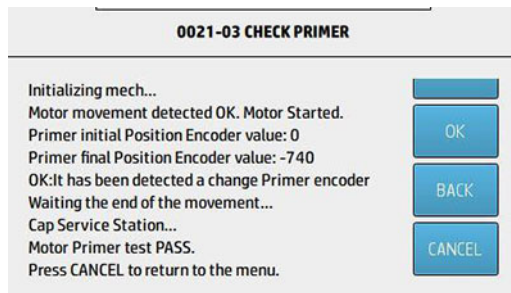 0021-03 CHECK PRIMER
Initializing mech...
Motor movement detected OK. Motor Started.
Primer initial Position Encoder value: 0
Primer final Position Encoder value: -740
OK:It has been detected a change Primer encoder
Waiting the end of the movement...
Cap Service Station...
Motor Primer test PASS.
Press CANCEL to return to the menu.
OK
BACK
CANCEL